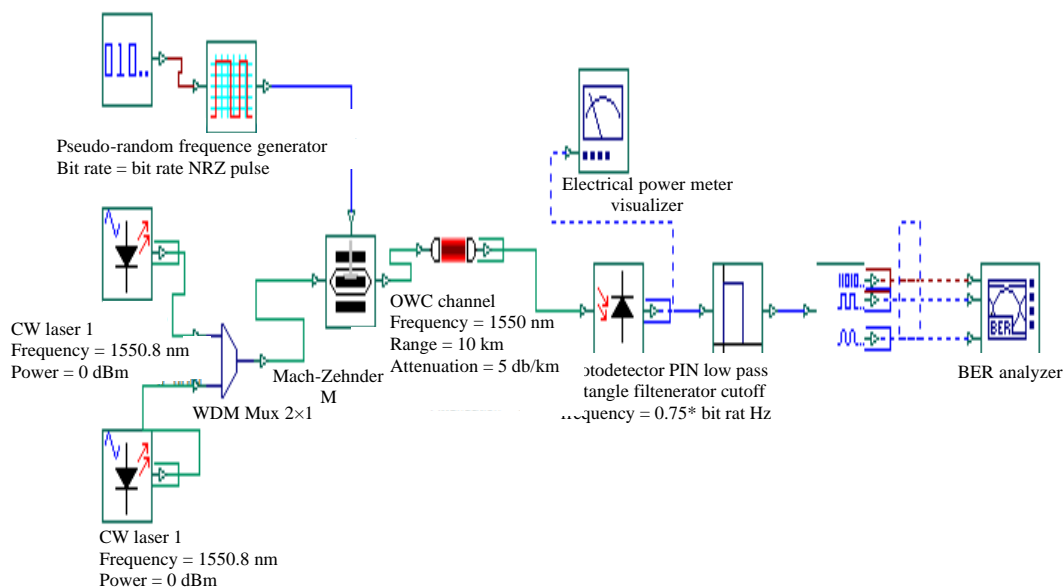 010..
Pseudo-random frequence generator
Bit rate = bit rate NRZ pulse
Electrical power meter
visualizer
CW laser 1
Frequency = 1550.8 nm
Power = 0 dBm
WDM Mux 2×1
Mach-Zehnder
M
OWC channel
Frequency = 1550 nm
Range = 10 km
Attenuation = 5 db/km
otodetector PIN low pass
tangle filtenerator cutoff
frequency = 0.75* bit rat Hz
BER
BER analyzer
CW laser 1
Frequency = 1550.8 nm
Power = 0 dBm